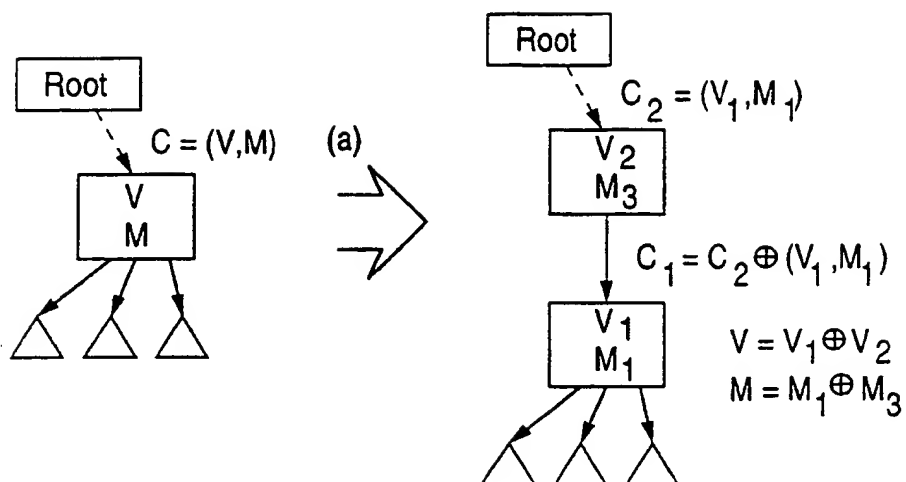 Root
C = (V,M)
V
M
(a)
Root
C₂ = (V₁,M₁)
V₂
M₃
C₁ = C₂ ⊕ (V₁,M₁)
V₁
M₁
V = V₁⊕V₂
M = M₁⊕M₃